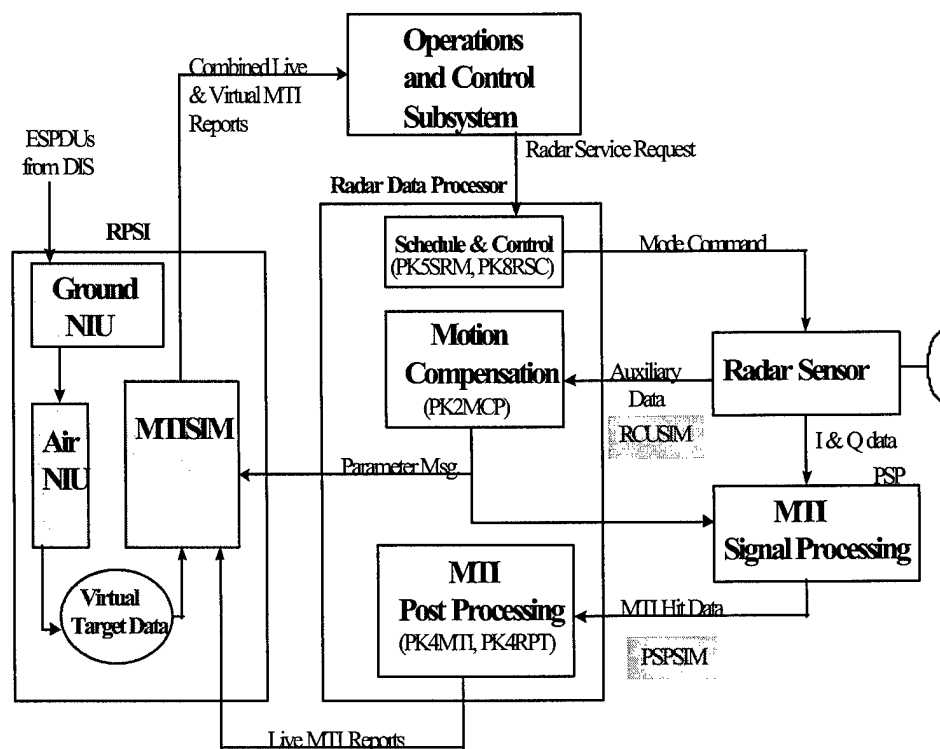 Operations
and Control
Subsystem
Combined Live
& Virtual MTI
Reports
ESPDUs
from DIS
Radar Service Request
Radar Data Processor
RPSI
Schedule & Control
(PK5SRM, PK8RSC)
Mode Command
Ground
NIU
Motion
Compensation
(PK2MCP)
Auxiliary
Data
Radar Sensor
RCUSIM
MTISIM
Air
NIU
I & Q data
PSP
Parameter Msg.
MTI
Signal Processing
Virtual
Target Data
MTI
Post Processing
(PK4MTi, PK4RPT)
MTI Hit Data
PSPSIM
Live MTI Reports